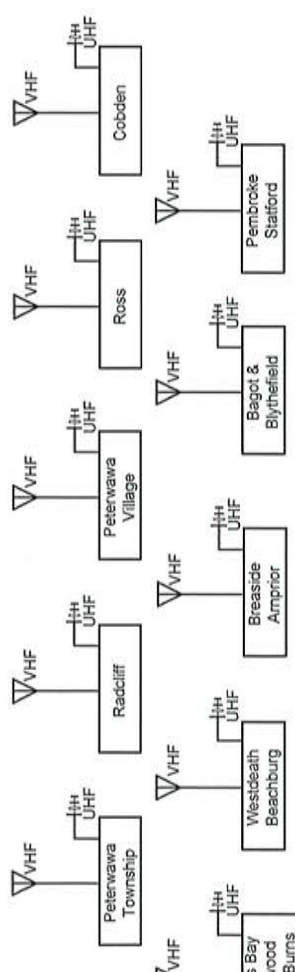 VHF
UHF
Peterwawa
Township
VHF
UHF
Radcliff
VHF
UHF
Peterwawa
Village
VHF
UHF
Ross
VHF
UHF
Cobden
VHF
UHF
s Bay
wood
Burns
VHF
UHF
Westdeath
Beachburg
VHF
UHF
Breaside
Amprior
VHF
UHF
Bagot &
Blythefield
VHF
UHF
Pembroke
Statford